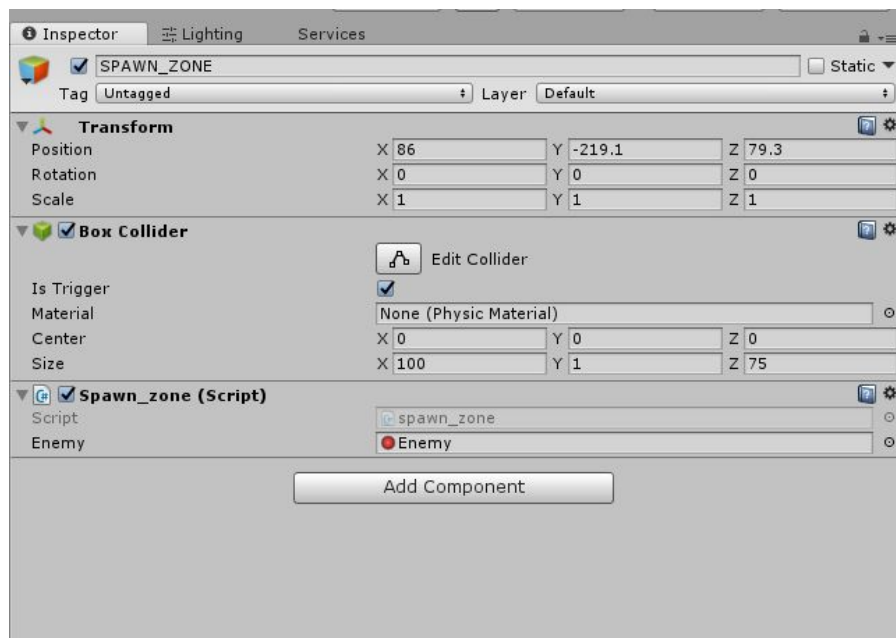 Inspector Lighting Services
SPAWN_ZONE Static
Tag Untagged Layer Default
Transform
Position X 86 Y -219.1 Z 79.3
Rotation X 0 Y 0 Z 0
Scale X 1 Y 1 Z 1
Box Collider
Edit Collider
Is Trigger
Material None (Physic Material)
Center X 0 Y 0 Z 0
Size X 100 Y 1 Z 75
Spawn_zone (Script)
Script spawn_zone
Enemy Enemy
Add Component